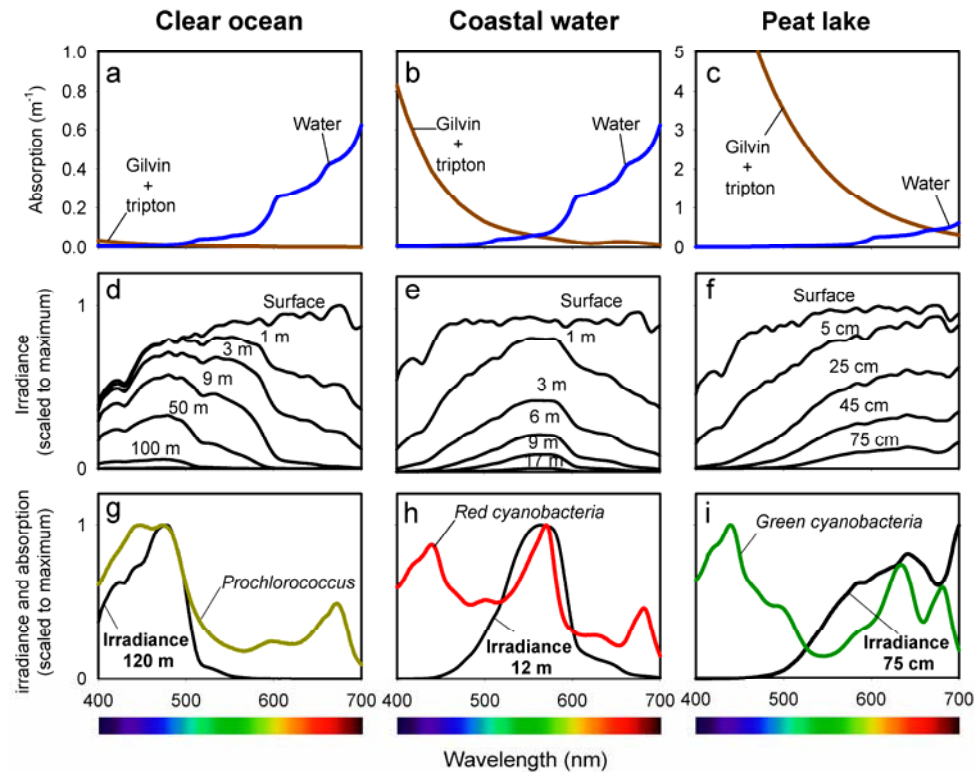 Clear ocean
Coastal water
Peat lake
Absorption (m-1)
1.0
0.8
0.6
0.4
0.2
0.0
a
Gilvin
+
tripton
Water
b
Gilvin
+
tripton
Water
5
4
3
2
1
0
c
Gilvin
+
tripton
Water
Irradiance
(scaled to maximum)
1
0
d
Surface
1 m
3 m
9 m
50 m
100 m
e
Surface
1 m
3 m
6 m
9 m
17 m
f
Surface
5 cm
25 cm
45 cm
75 cm
irradiance and absorption
(scaled to maximum)
1
0
g
Prochlorococcus
Irradiance
120 m
h
Red cyanobacteria
Irradiance
12 m
i
Green cyanobacteria
Irradiance
75 cm
400 500 600 700
400 500 600 700
400 500 600 700
Wavelength (nm)